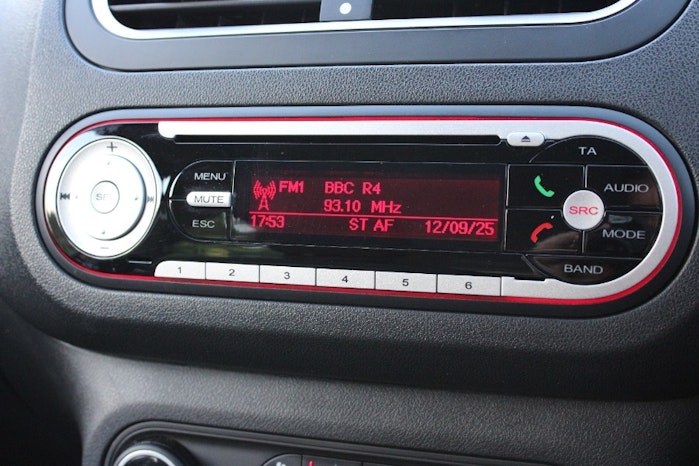 TA
MENU
MUTE
ESC
SEL
FM1 BBC R4
93.10 MHz
17:53 ST AF 12/09/25
AUDIO
SRC
MODE
BAND
1 2 3 4 5 6